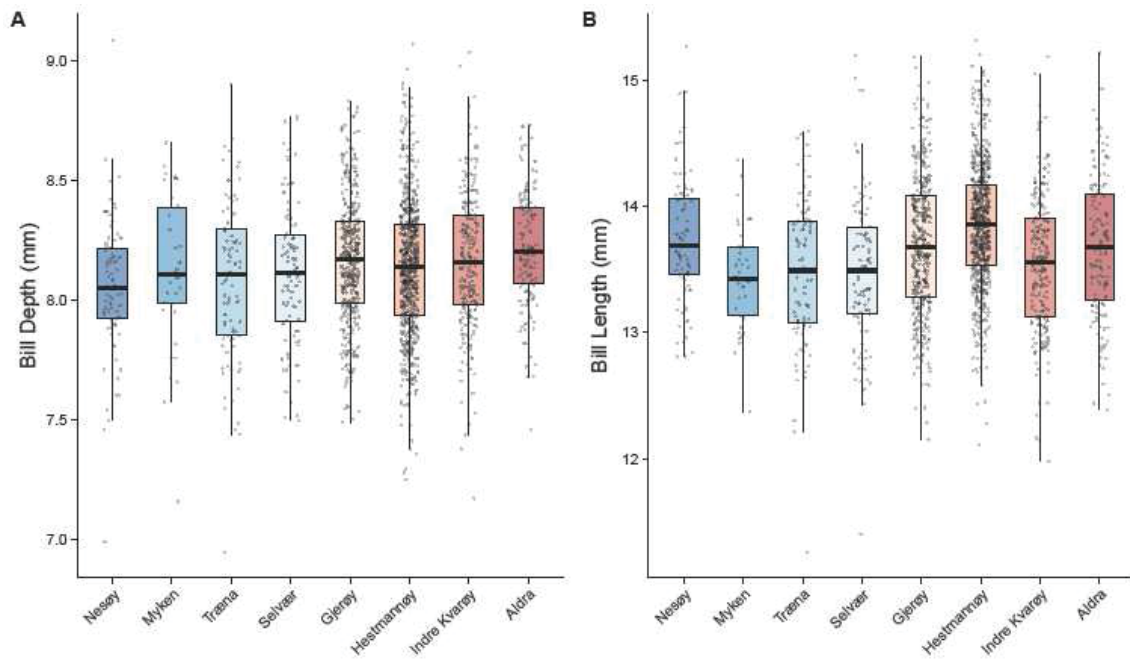 A
Bill Depth (mm)
9.0
8.5
8.0
7.5
7.0
Nesøy
Myken
Træna
Selvær
Gjerøy
Hestmannøy
Indre Kvarøy
Aldra
B
Bill Length (mm)
15
14
13
12
Nesøy
Myken
Træna
Selvær
Gjerøy
Hestmannøy
Indre Kvarøy
Aldra